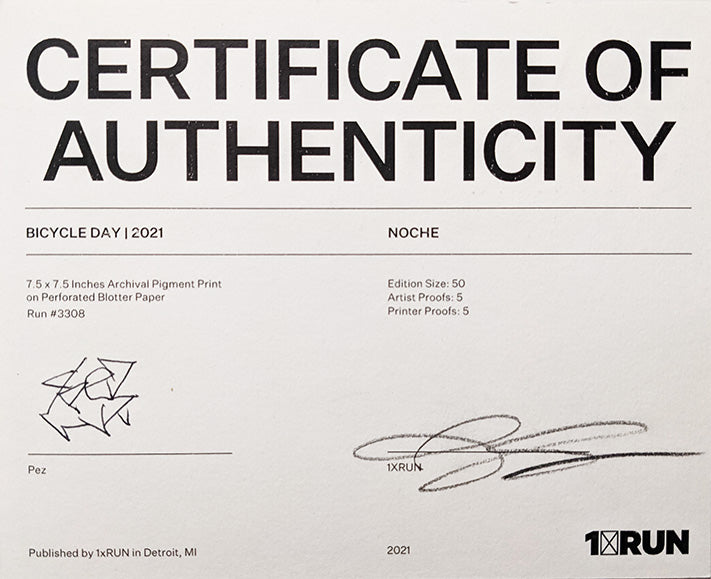 CERTIFICATE OF
AUTHENTICITY
BICYCLE DAY | 2021
NOCHE
7.5 x 7.5 Inches Archival Pigment Print
on Perforated Blotter Paper
Run #3308
Edition Size: 50
Artist Proofs: 5
Printer Proofs: 5
Pez
1XRUN
Published by 1xRUN in Detroit, MI
2021
1XRUN